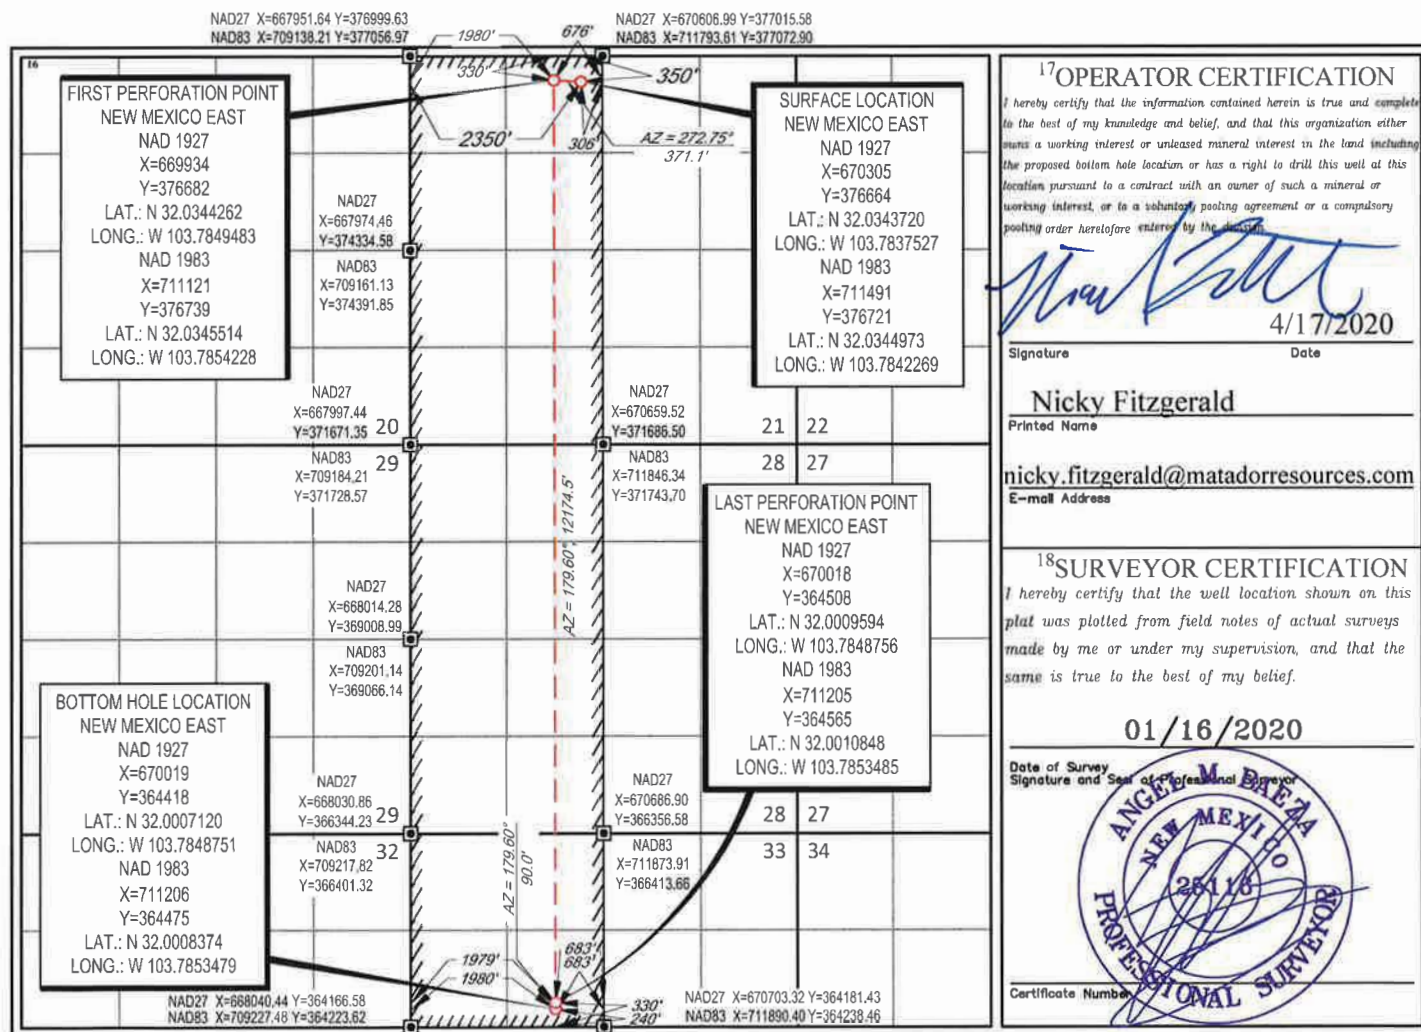 NAD27 X=667951.64 Y=376999.63
NAD83 X=709138.21 Y=377056.97
NAD27 X=670606.99 Y=377015.58
NAD83 X=711793.61 Y=377072.90
16
1980'
676'
330'
350'
2350'
306'
AZ = 272.75°
371.1'
FIRST PERFORATION POINT
NEW MEXICO EAST
NAD 1927
X=669934
Y=376682
LAT.: N 32.0344262
LONG.: W 103.7849483
NAD 1983
X=711121
Y=376739
LAT.: N 32.0345514
LONG.: W 103.7854228
SURFACE LOCATION
NEW MEXICO EAST
NAD 1927
X=670305
Y=376664
LAT.: N 32.0343720
LONG.: W 103.7837527
NAD 1983
X=711491
Y=376721
LAT.: N 32.0344973
LONG.: W 103.7842269
NAD27
X=667974.46
Y=374334.58
NAD83
X=709161.13
Y=374391.85
NAD27
X=667997.44
Y=371671.35
20
29
NAD83
X=709184.21
Y=371728.57
NAD27
X=670659.52
Y=371686.50
NAD83
X=711846.34
Y=371743.70
21 22
28 27
AZ = 179.60°, 12174.5'
LAST PERFORATION POINT
NEW MEXICO EAST
NAD 1927
X=670018
Y=364508
LAT.: N 32.0009594
LONG.: W 103.7848756
NAD 1983
X=711205
Y=364565
LAT.: N 32.0010848
LONG.: W 103.7853485
NAD27
X=668014.28
Y=369008.99
NAD83
X=709201.14
Y=369066.14
BOTTOM HOLE LOCATION
NEW MEXICO EAST
NAD 1927
X=670019
Y=364418
LAT.: N 32.0007120
LONG.: W 103.7848751
NAD 1983
X=711206
Y=364475
LAT.: N 32.0008374
LONG.: W 103.7853479
NAD27
X=668030.86
Y=366344.23
29
32
NAD83
X=709217.82
Y=366401.32
NAD27
X=670686.90
Y=366356.58
NAD83
X=711873.91
Y=366413.66
28 27
33 34
AZ = 179.60°
90.0'
1979'
1980'
683'
683'
330'
240'
NAD27 X=668040.44 Y=364166.58
NAD83 X=709227.48 Y=364223.62
NAD27 X=670703.32 Y=364181.43
NAD83 X=711890.40 Y=364238.46
17 OPERATOR CERTIFICATION
I hereby certify that the information contained herein is true and complete
to the best of my knowledge and belief, and that this organization either
owns a working interest or unleased mineral interest in the land including
the proposed bottom hole location or has a right to drill this well at this
location pursuant to a contract with an owner of such a mineral or
working interest, or to a voluntary pooling agreement or a compulsory
pooling order heretofore entered by the division.
4/17/2020
Signature Date
Nicky Fitzgerald
Printed Name
nicky.fitzgerald@matadorresources.com
E-mail Address
18 SURVEYOR CERTIFICATION
I hereby certify that the well location shown on this
plat was plotted from field notes of actual surveys
made by me or under my supervision, and that the
same is true to the best of my belief.
01/16/2020
Date of Survey
Signature and Seal of Professional Surveyor
ANGEL M. BAEZA
NEW MEXICO
25116
PROFESSIONAL SURVEYOR
Certificate Number